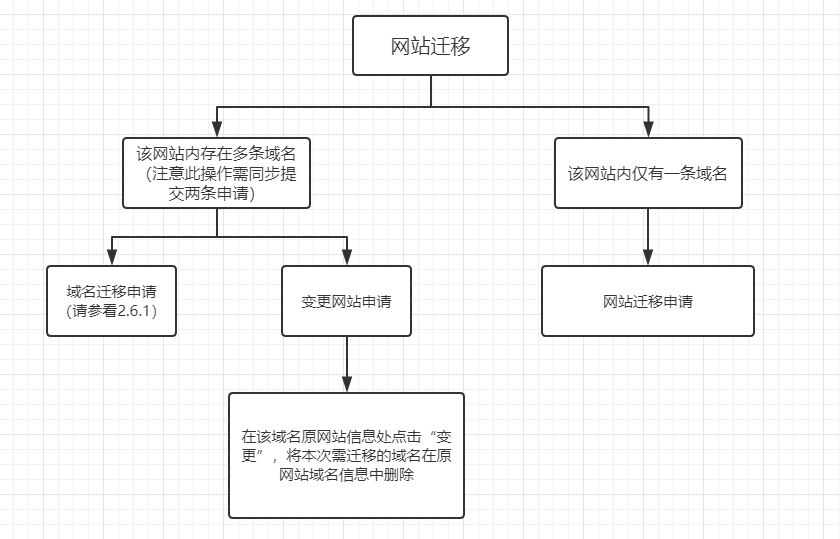 网站迁移
该网站内存在多条域名
（注意此操作需同步提
交两条申请）
该网站内仅有一条域名
域名迁移申请
（请参看2.6.1）
变更网站申请
网站迁移申请
在该域名原网站信息处点击“变
更”，将本次需迁移的域名在原
网站域名信息中删除